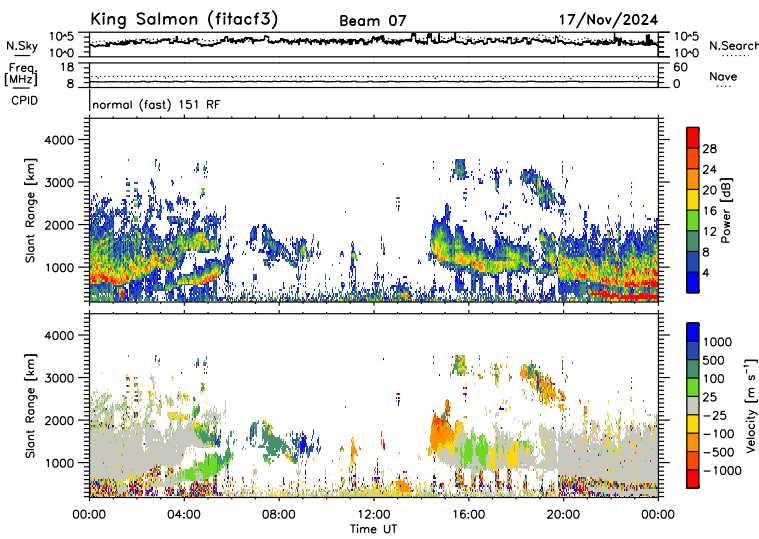 King Salmon (fitacf3)
Beam 07
17/Nov/2024
N.Sky
10^5
10^0
10^5
10^0
N.Search
Freq.
[MHz]
18
8
60
0
Nave
CPID
normal (fast) 151 RF
Slant Range [km]
4000
3000
2000
1000
28
24
20
16
12
8
4
Power [dB]
Slant Range [km]
4000
3000
2000
1000
1000
500
100
25
-25
-100
-500
-1000
Velocity [m s^-1]
00:00
04:00
08:00
12:00
16:00
20:00
00:00
Time UT